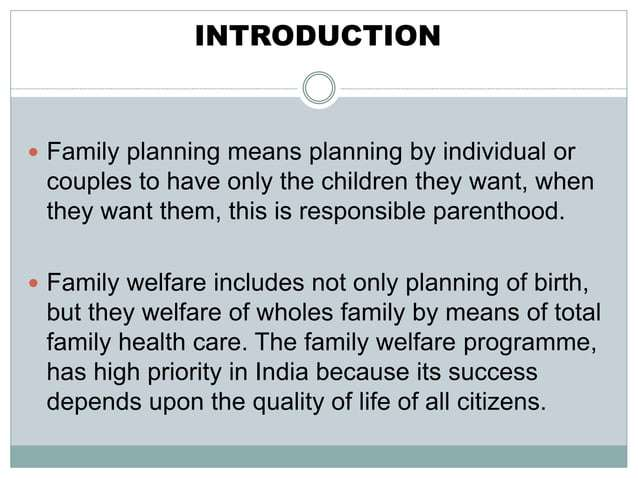 INTRODUCTION
• Family planning means planning by individual or
couples to have only the children they want, when
they want them, this is responsible parenthood.
• Family welfare includes not only planning of birth,
but they welfare of wholes family by means of total
family health care. The family welfare programme,
has high priority in India because its success
depends upon the quality of life of all citizens.